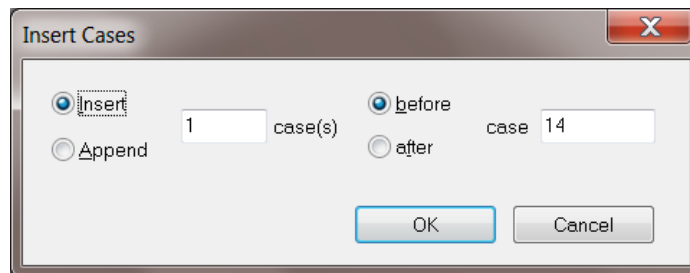 Insert Cases
X
Insert
1 case(s)
before
case 14
Append
after
OK
Cancel